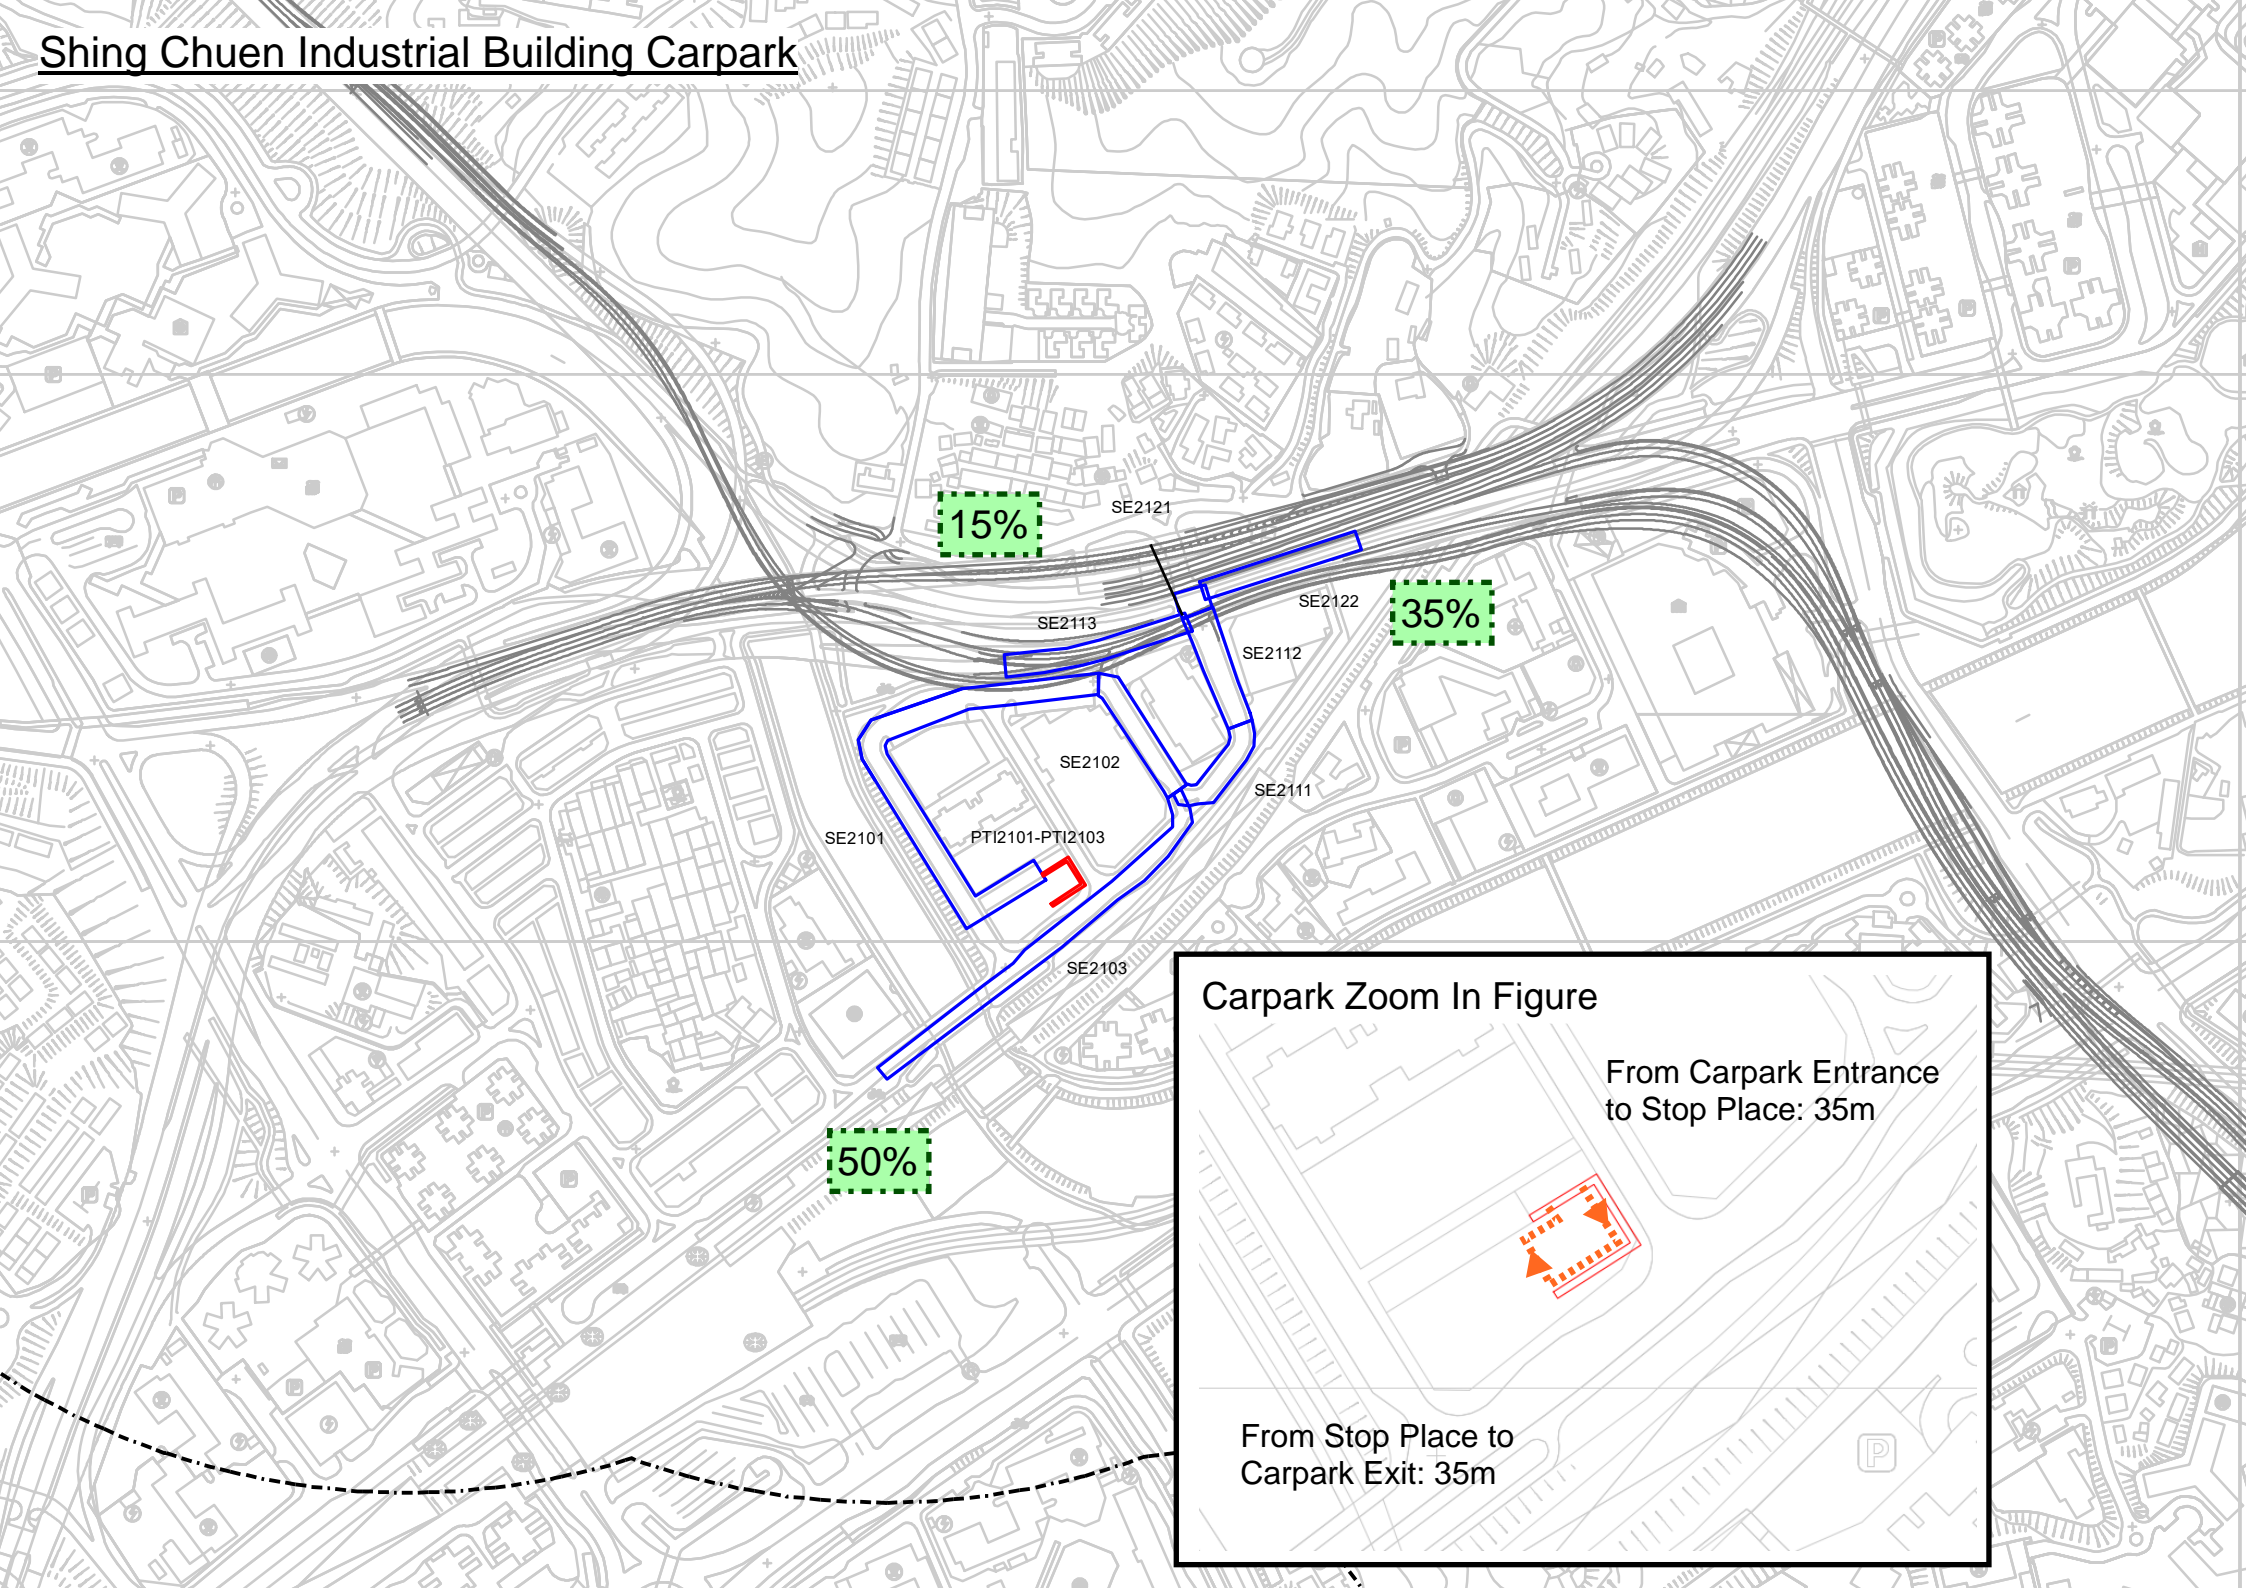 Shing Chuen Industrial Building Carpark
15%
SE2121
SE2122
35%
SE2113
SE2112
SE2102
SE2111
SE2101
PTI2101-PTI2103
SE2103
50%
Carpark Zoom In Figure
From Carpark Entrance
to Stop Place: 35m
From Stop Place to
Carpark Exit: 35m
P